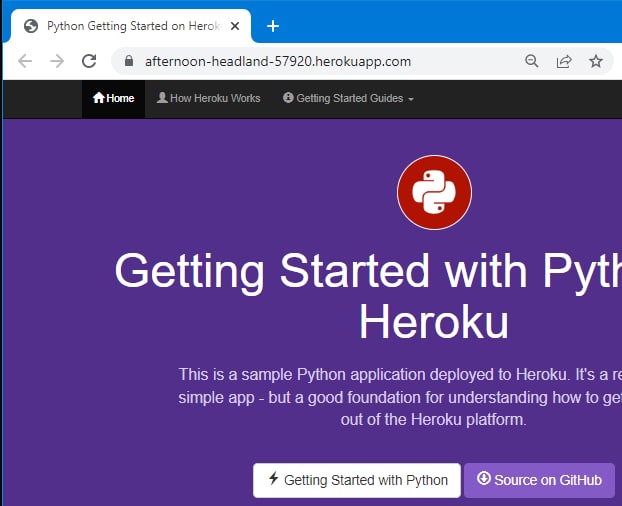 Python Getting Started on Herok
afternoon-headland-57920.herokuapp.com
Home How Heroku Works Getting Started Guides
Getting Started with Pyth
Heroku
This is a sample Python application deployed to Heroku. It's a re
simple app - but a good foundation for understanding how to get
out of the Heroku platform.
Getting Started with Python Source on GitHub